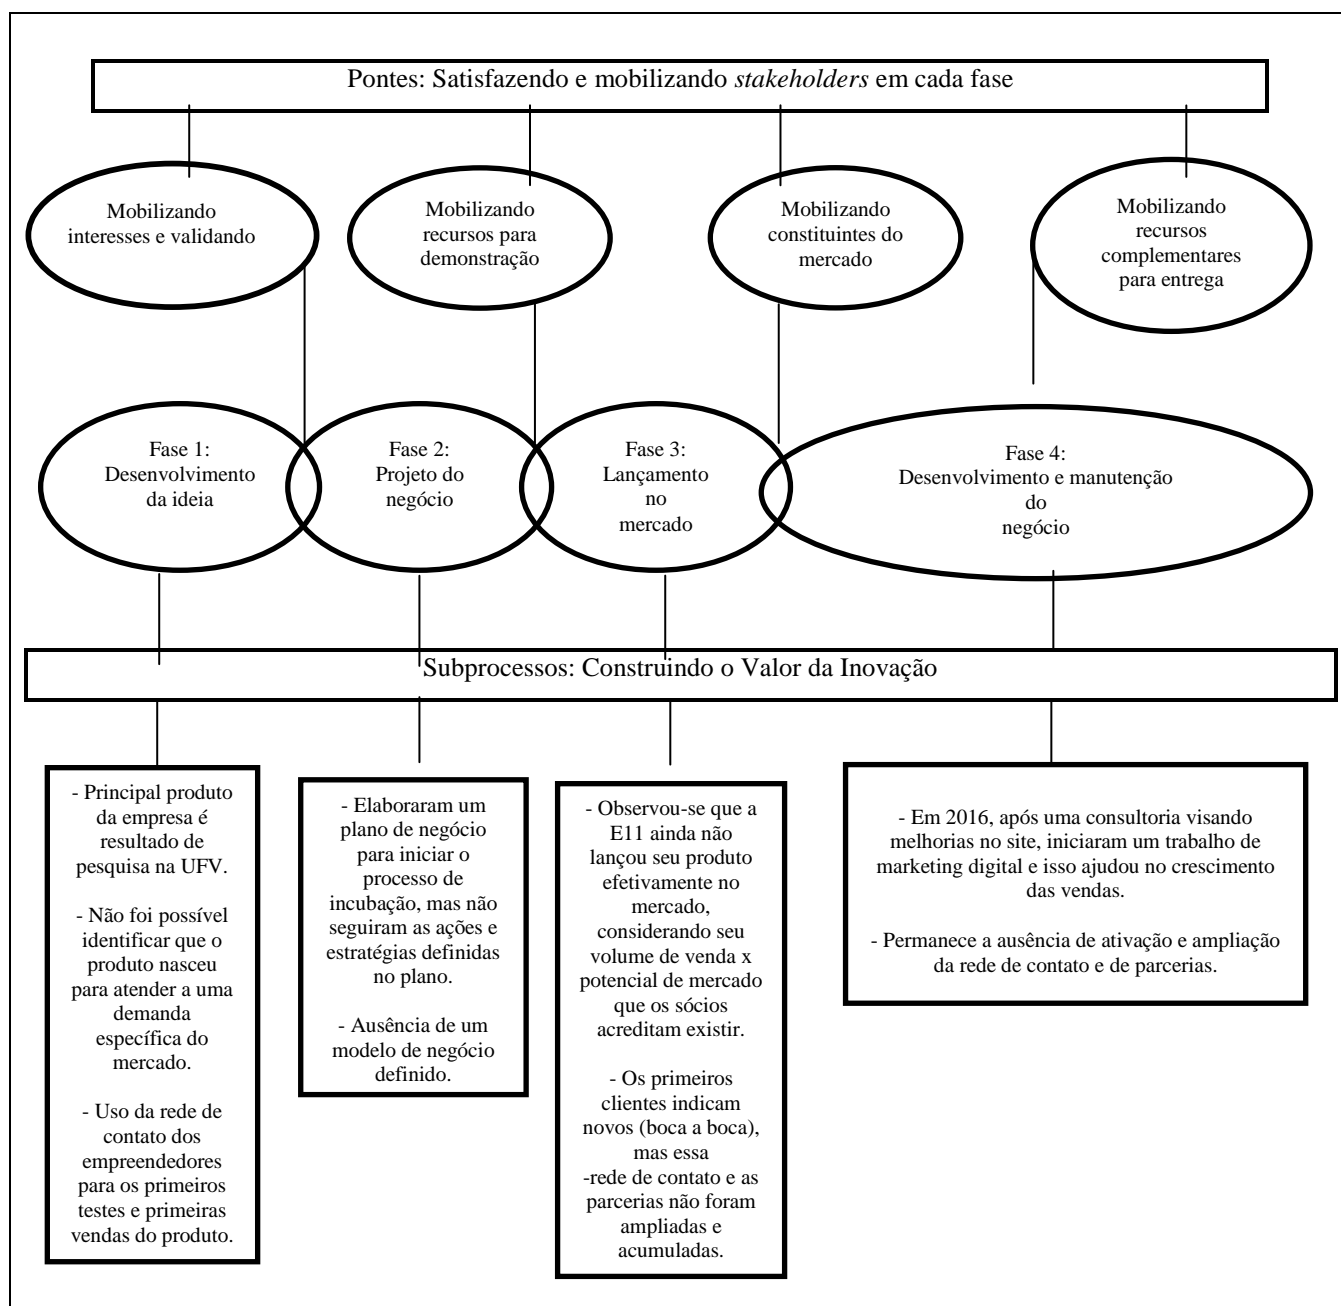 Pontes: Satisfazendo e mobilizando stakeholders em cada fase
Mobilizando
interesses e validando
Mobilizando
recursos para
demonstração
Mobilizando
constituintes do
mercado
Mobilizando
recursos
complementares
para entrega
Fase 1:
Desenvolvimento
da ideia
Fase 2:
Projeto do
negócio
Fase 3:
Lançamento
no
mercado
Fase 4:
Desenvolvimento e manutenção
do
negócio
Subprocessos: Construindo o Valor da Inovação
- Principal produto
da empresa é
resultado de
pesquisa na UFV.
- Não foi possível
identificar que o
produto nasceu
para atender a uma
demanda
específica do
mercado.
- Uso da rede de
contato dos
empreendedores
para os primeiros
testes e primeiras
vendas do produto.
- Elaboraram um
plano de negócio
para iniciar o
processo de
incubação, mas não
seguiram as ações e
estratégias definidas
no plano.
- Ausência de um
modelo de negócio
definido.
- Observou-se que a
E11 ainda não
lançou seu produto
efetivamente no
mercado,
considerando seu
volume de venda x
potencial de mercado
que os sócios
acreditam existir.
- Os primeiros
clientes indicam
novos (boca a boca),
mas essa
-rede de contato e as
parcerias não foram
ampliadas e
acumuladas.
- Em 2016, após uma consultoria visando
melhorias no site, iniciaram um trabalho de
marketing digital e isso ajudou no crescimento
das vendas.
- Permanece a ausência de ativação e ampliação
da rede de contato e de parcerias.